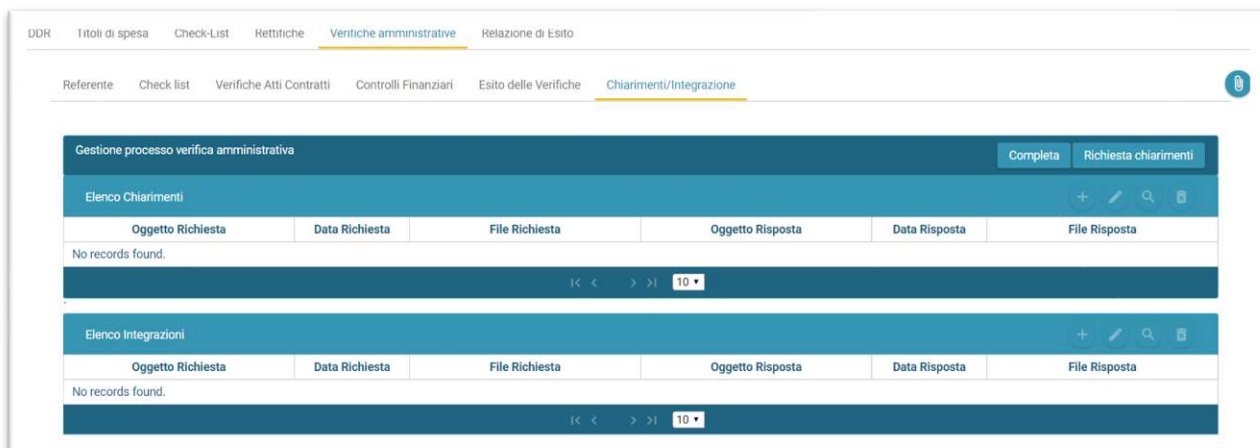 DDR Titoli di spesa Check-List Rettifiche Verifiche amministrative Relazione di Esito
Referente Check list Verifiche Atti Contratti Controlli Finanziari Esito delle Verifiche Chiarimenti/Integrazione
Gestione processo verifica amministrativa Completa Richiesta chiarimenti
Elenco Chiarimenti
Oggetto Richiesta Data Richiesta File Richiesta Oggetto Risposta Data Risposta File Risposta
No records found.
10
Elenco Integrazioni
Oggetto Richiesta Data Richiesta File Richiesta Oggetto Risposta Data Risposta File Risposta
No records found.
10